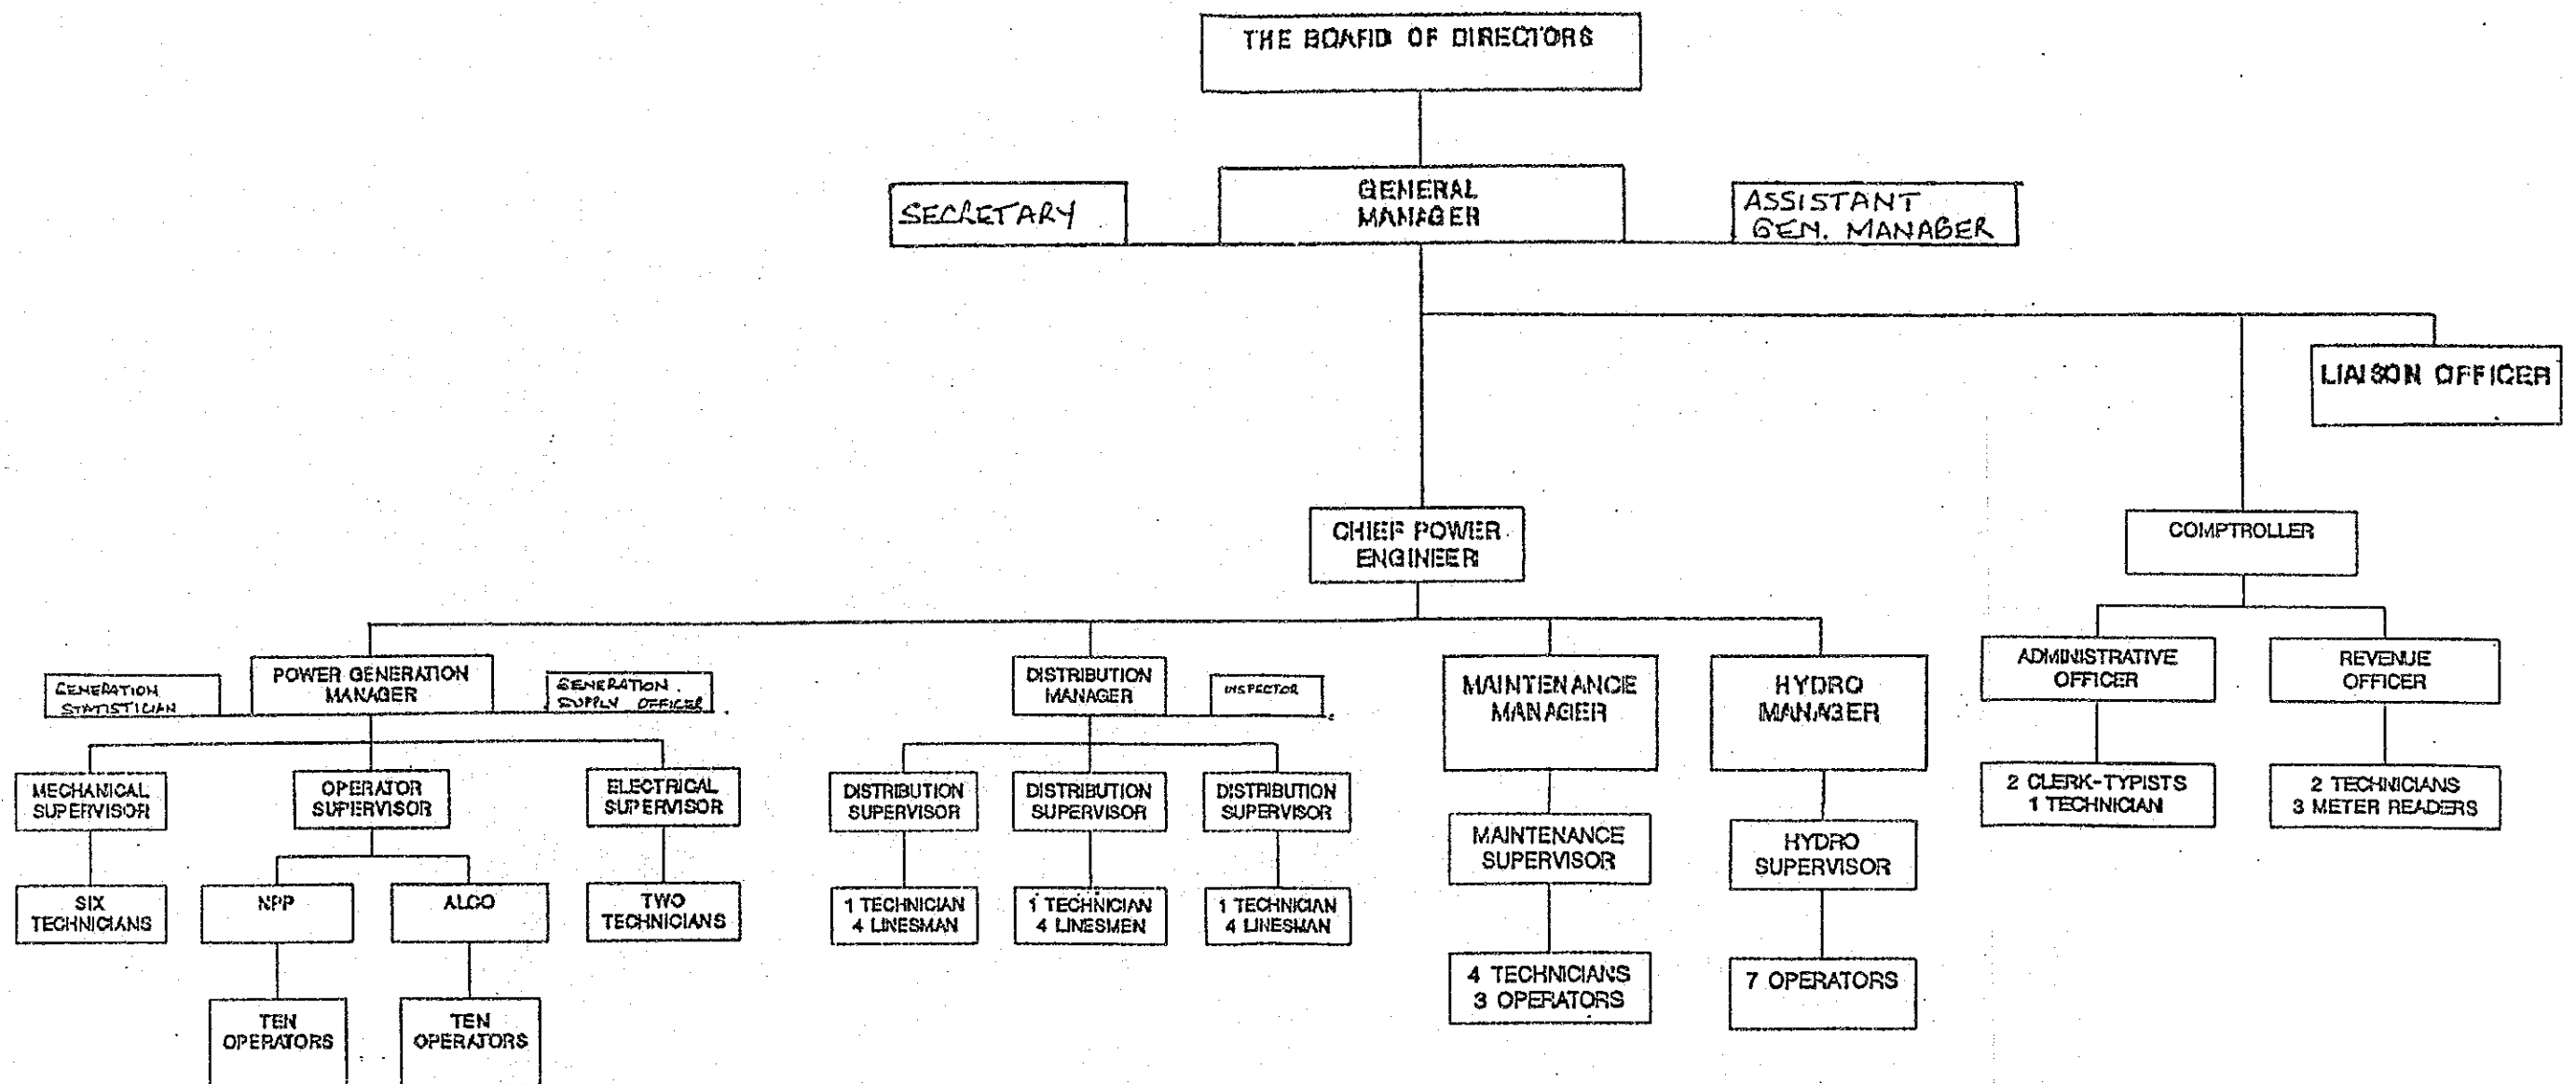 THE BOARD OF DIRECTORS
SECRETARY
GENERAL
MANAGER
ASSISTANT
GEN. MANAGER
LIAISON OFFICER
CHIEF POWER
ENGINEER
COMPTROLLER
GENERATION
STATISTICIAN
POWER GENERATION
MANAGER
GENERATION
SUPPLY OFFICER
DISTRIBUTION
MANAGER
INSPECTOR
MAINTENANCE
MANAGER
HYDRO
MANAGER
ADMINISTRATIVE
OFFICER
REVENUE
OFFICER
MECHANICAL
SUPERVISOR
OPERATOR
SUPERVISOR
ELECTRICAL
SUPERVISOR
DISTRIBUTION
SUPERVISOR
DISTRIBUTION
SUPERVISOR
DISTRIBUTION
SUPERVISOR
MAINTENANCE
SUPERVISOR
HYDRO
SUPERVISOR
2 CLERK-TYPISTS
1 TECHNICIAN
2 TECHNICIANS
3 METER READERS
SIX
TECHNICIANS
NPP
ALCO
TWO
TECHNICIANS
1 TECHNICIAN
4 LINESMAN
1 TECHNICIAN
4 LINESMEN
1 TECHNICIAN
4 LINESMAN
4 TECHNICIANS
3 OPERATORS
7 OPERATORS
TEN
OPERATORS
TEN
OPERATORS